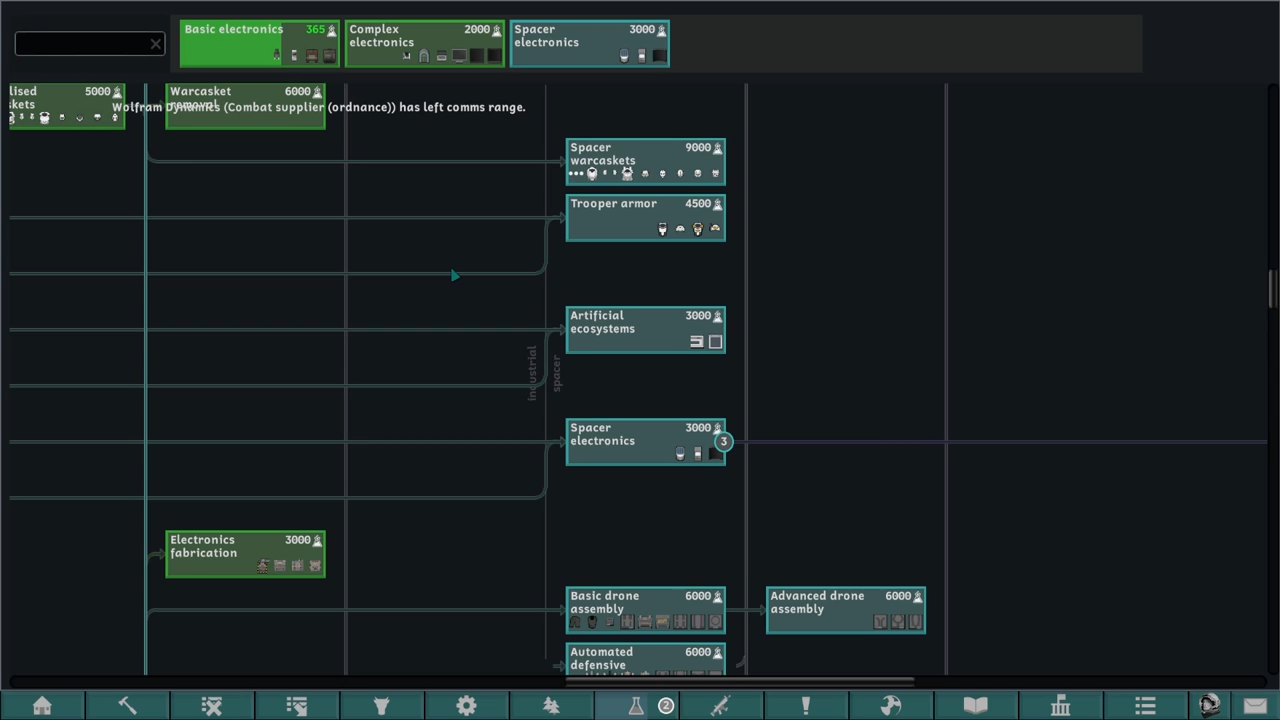 Basic electronics 365
Complex electronics 2000
Spacer electronics 3000
lised kets 5000
Warcasket removal 6000
Wolfram Dynamics (Combat supplier (ordnance)) has left comms range.
Spacer warcaskets 9000
Trooper armor 4500
Artificial ecosystems 3000
industrial
spacer
Spacer electronics 3000
3
Electronics fabrication 3000
Basic drone assembly 6000
Advanced drone assembly 6000
Automated defensive 6000
2